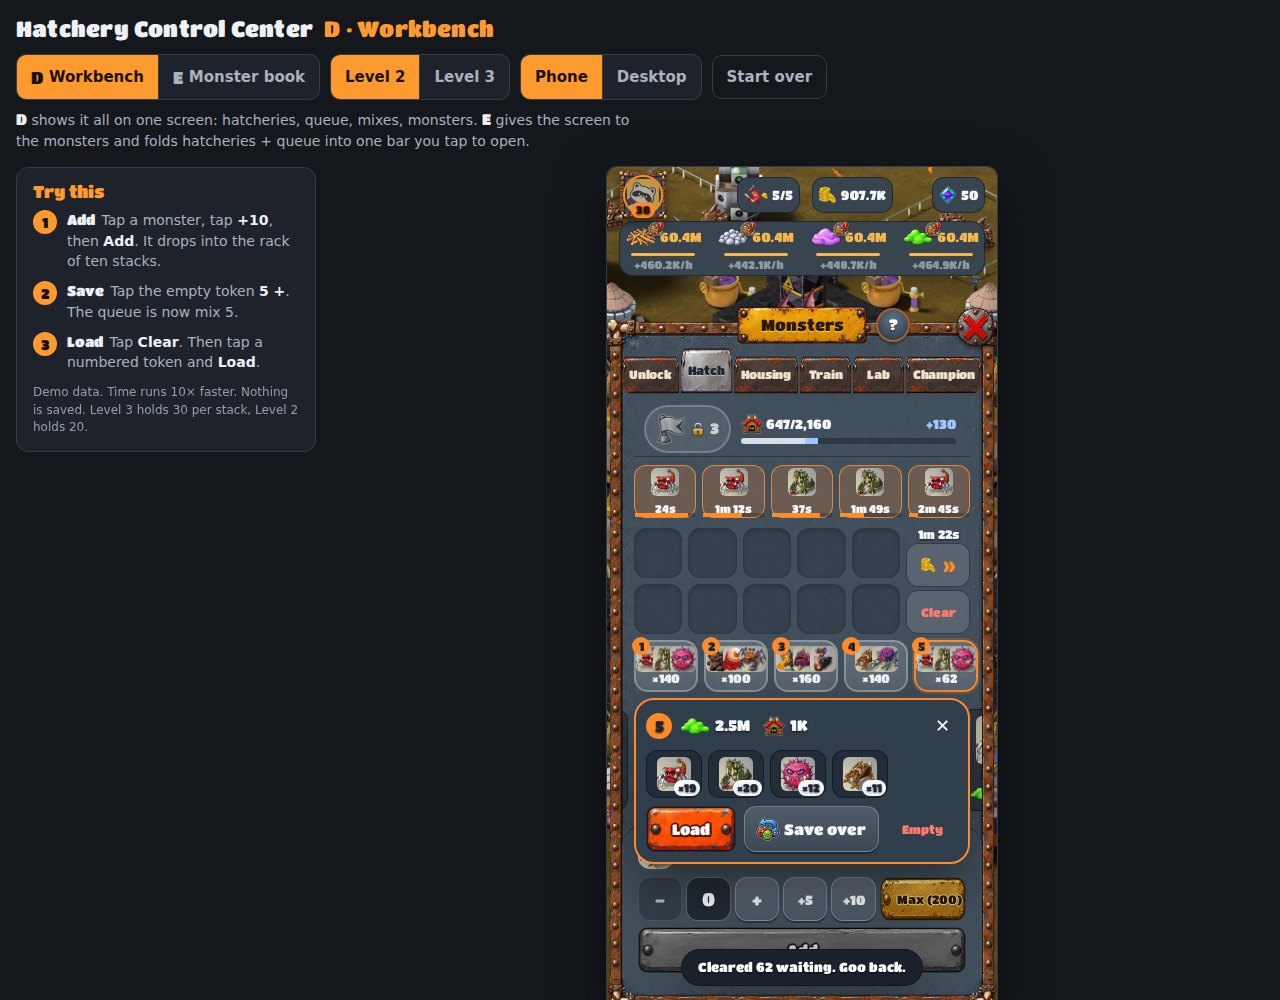 Hatchery Control Center D · Workbench
D Workbench E Monster book Level 2 Level 3 Phone Desktop Start over
D shows it all on one screen: hatcheries, queue, mixes, monsters. E gives the screen to
the monsters and folds hatcheries + queue into one bar you tap to open.
Try this
1 Add Tap a monster, tap +10,
then Add. It drops into the rack
of ten stacks.
2 Save Tap the empty token 5 +.
The queue is now mix 5.
3 Load Tap Clear. Then tap a
numbered token and Load.
Demo data. Time runs 10× faster. Nothing
is saved. Level 3 holds 30 per stack, Level 2
holds 20.
30 5/5 907.7K 50
60.4M 60.4M 60.4M 60.4M
+460.2K/h +442.1K/h +448.7K/h +464.9K/h
Monsters ?
Unlock Hatch Housing Train Lab Champion
3 647/2,160 +130
24s 1m 12s 37s 1m 49s 2m 45s
1m 22s
»
Clear
1 2 3 4 5
×140 ×100 ×160 ×140 ×62
5 2.5M 1K ✕
×19 ×20 ×12 ×11
Load Save over Empty
− 0 + +5 +10 Max (200)
Add
Cleared 62 waiting. Goo back.